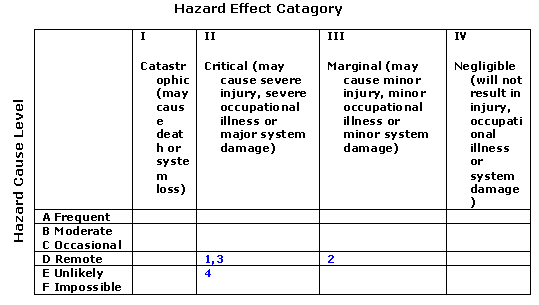 Hazard Effect Catagory
Hazard Cause Level
I
II
III
IV
Catastr
ophic
(may
caus
e
deat
h or
syste
m
loss)
Critical (may
cause severe
injury, severe
occupational
illness or
major system
damage)
Marginal (may
cause minor
injury, minor
occupational
illness or
minor system
damage)
Negligible
(will not
result in
injury,
occupati
onal
illness
or
system
damage
)
A Frequent
B Moderate
C Occasional
D Remote 1,3 2
E Unlikely 4
F Impossible